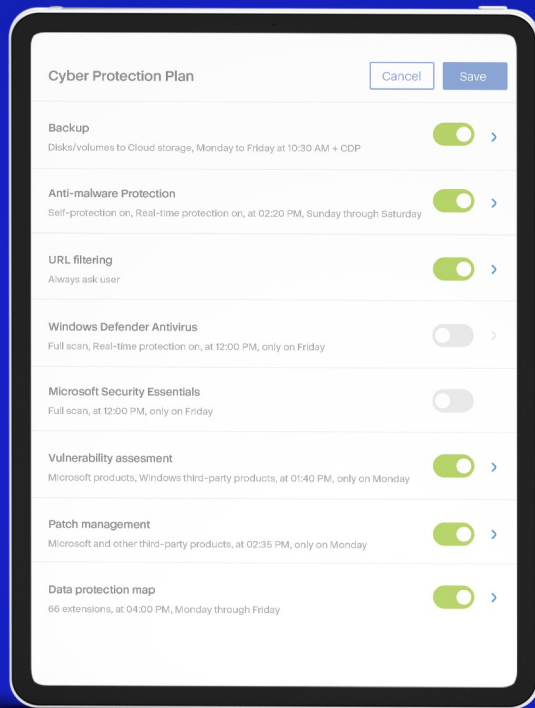 Cyber Protection Plan
Cancel
Save
Backup
Disks/volumes to Cloud storage, Monday to Friday at 10:30 AM + CDP
Anti-malware Protection
Self-protection on, Real-time protection on, at 02:20 PM, Sunday through Saturday
URL filtering
Always ask user
Windows Defender Antivirus
Full scan, Real-time protection on, at 12:00 PM, only on Friday
Microsoft Security Essentials
Full scan, at 12:00 PM, only on Friday
Vulnerability assesment
Microsoft products, Windows third-party products, at 01:40 PM, only on Monday
Patch management
Microsoft and other third-party products, at 02:35 PM, only on Monday
Data protection map
66 extensions, at 04:00 PM, Monday through Friday